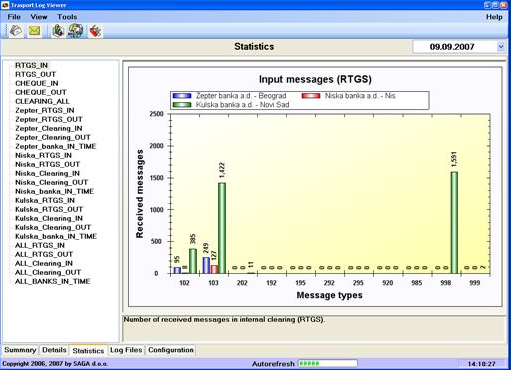 Trasport Log Viewer
File View Tools Help
Statistics
09.09.2007
RTGS_IN
RTGS_OUT
CHEQUE_IN
CHEQUE_OUT
CLEARING_ALL
Zepter_RTGS_IN
Zepter_RTGS_OUT
Zepter_Clearing_IN
Zepter_Clearing_OUT
Zepter_banka_IN_TIME
Niska_RTGS_IN
Niska_RTGS_OUT
Niska_Clearing_IN
Niska_Clearing_OUT
Niska_banka_IN_TIME
Kulska_RTGS_IN
Kulska_RTGS_OUT
Kulska_Clearing_IN
Kulska_Clearing_OUT
Kulska_banka_IN_TIME
ALL_RTGS_IN
ALL_RTGS_OUT
ALL_Clearing_IN
ALL_Clearing_OUT
ALL_BANKS_IN_TIME
Input messages (RTGS)
Zepter banka a.d. - Beograd Niska banka a.d. - Nis
Kulska banka a.d. - Novi Sad
Received messages
2500
2000
1500
1000
500
0
95 8 385 249 127 1,422 0 0 11 0 0 0 0 0 0 0 0 0 0 0 0 0 0 0 0 0 0 0 0 1,591 0 0 2
102 103 202 192 195 292 295 920 985 998 999
Message types
Number of received messages in internal clearing (RTGS).
Summary Details Statistics Log Files Configuration
Copyright 2006, 2007 by SAGA d.o.o. Autorefresh 14:10:27